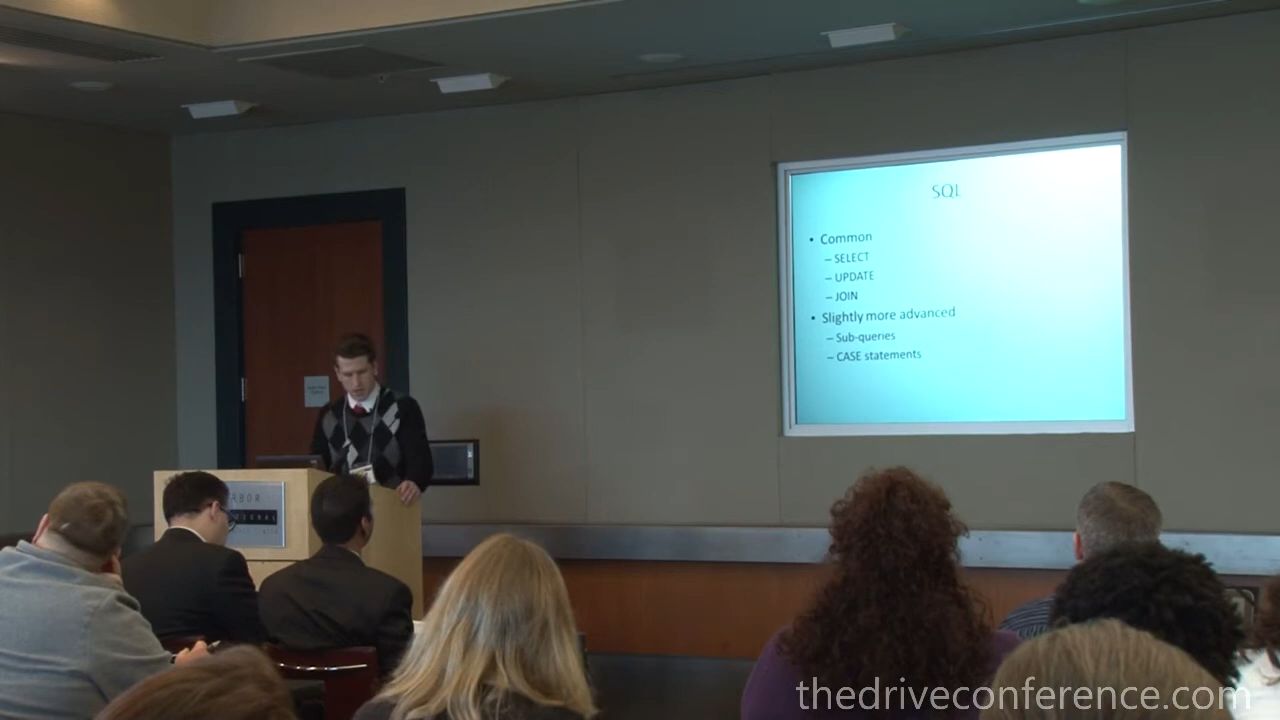 SQL
• Common
– SELECT
– UPDATE
– JOIN
• Slightly more advanced
– Sub-queries
– CASE statements
thedriveconference.com